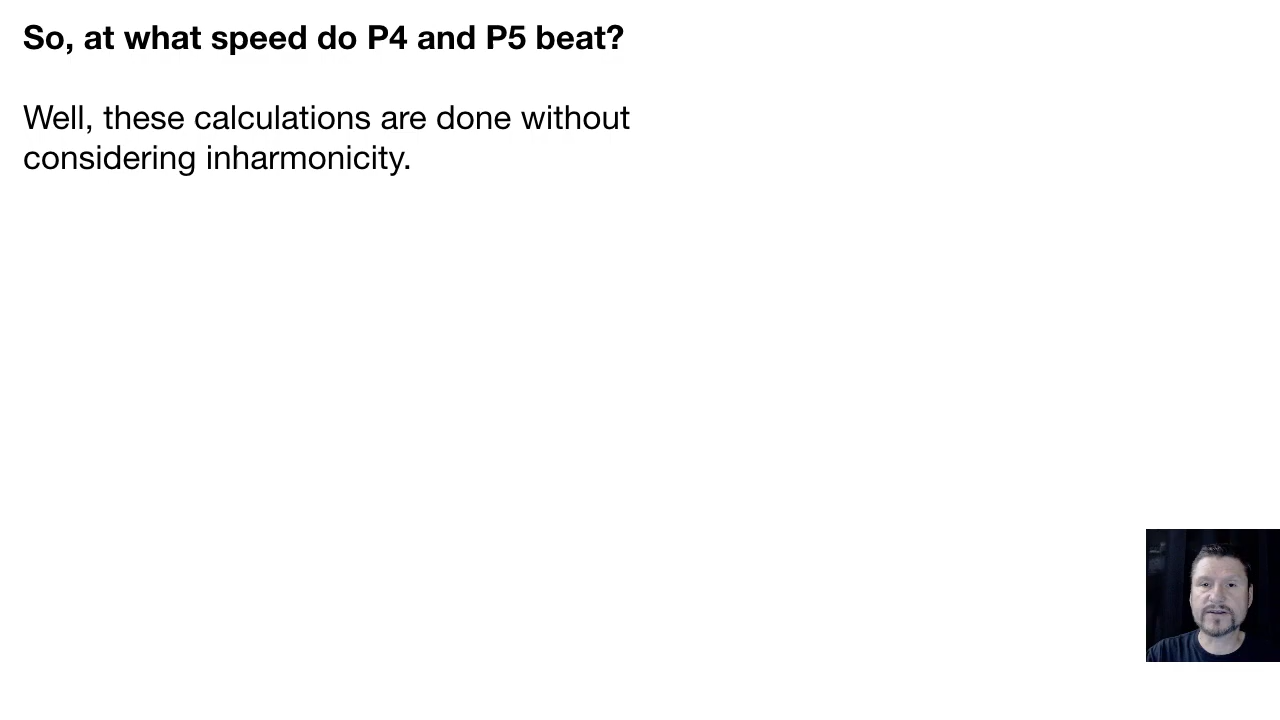 So, at what speed do P4 and P5 beat?
Well, these calculations are done without
considering inharmonicity.